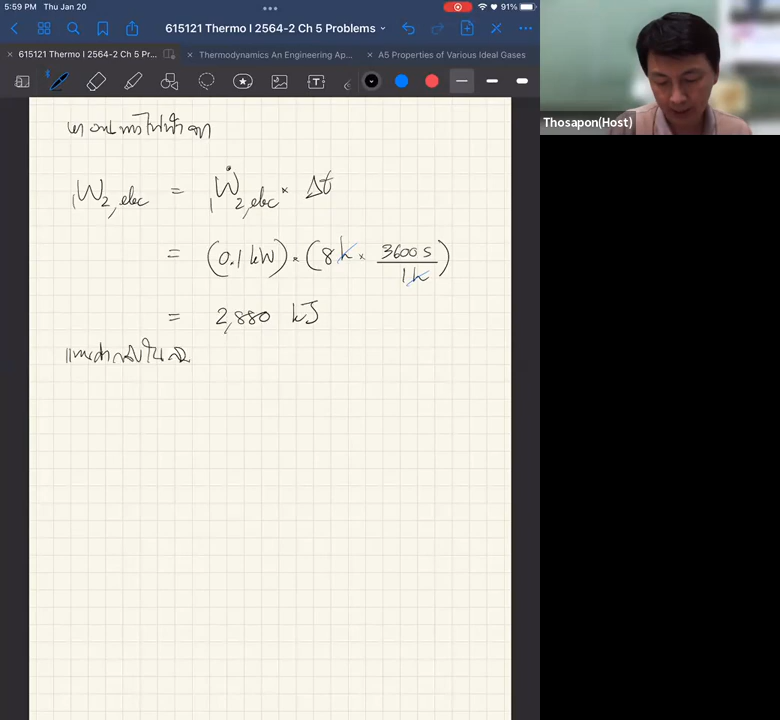 5:59 PM Thu Jan 20
91%
615121 Thermo I 2564-2 Ch 5 Problems
615121 Thermo I 2564-2 Ch 5 Pr...
Thermodynamics An Engineering Ap...
A5 Properties of Various Ideal Gases
Thosapon(Host)
₁W₂,elec = ₁Ẇ₂,elec × Δt
= (0.1 kW) × (8h × 3600 s / 1h)
= 2,880 kJ